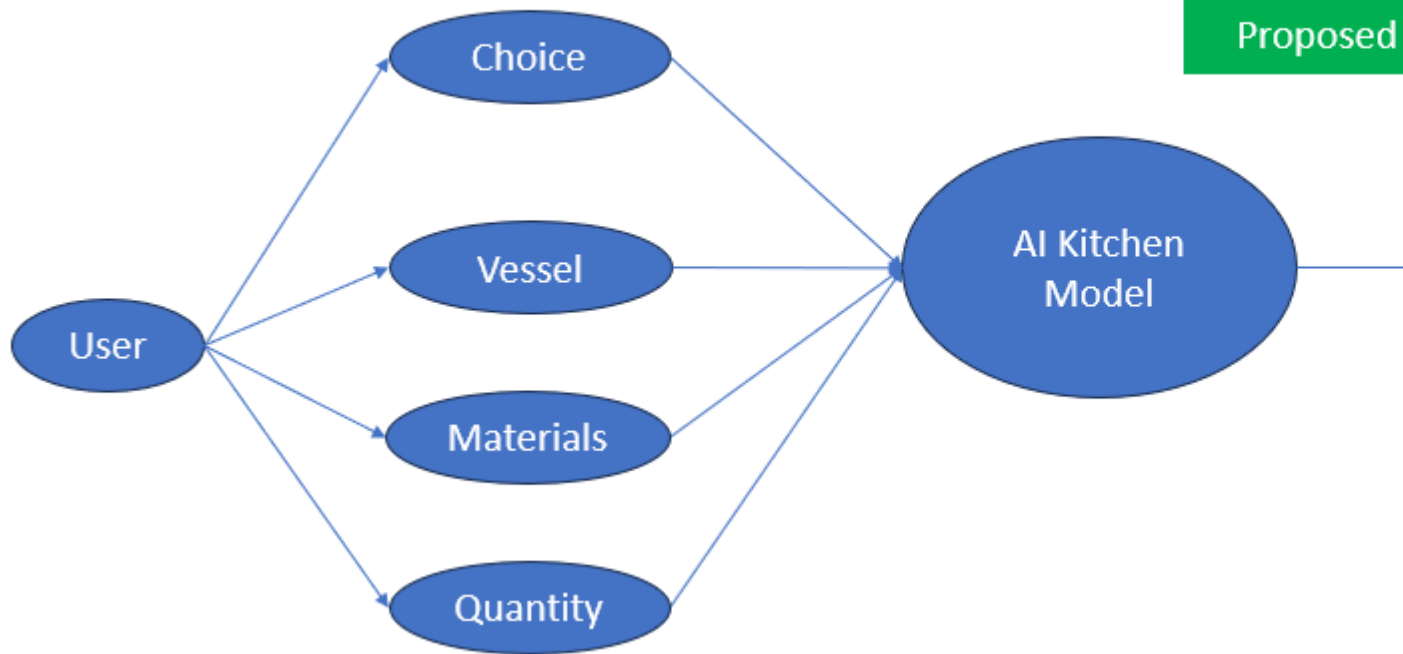 Choice
Proposed
Vessel
AI Kitchen
Model
User
Materials
Quantity